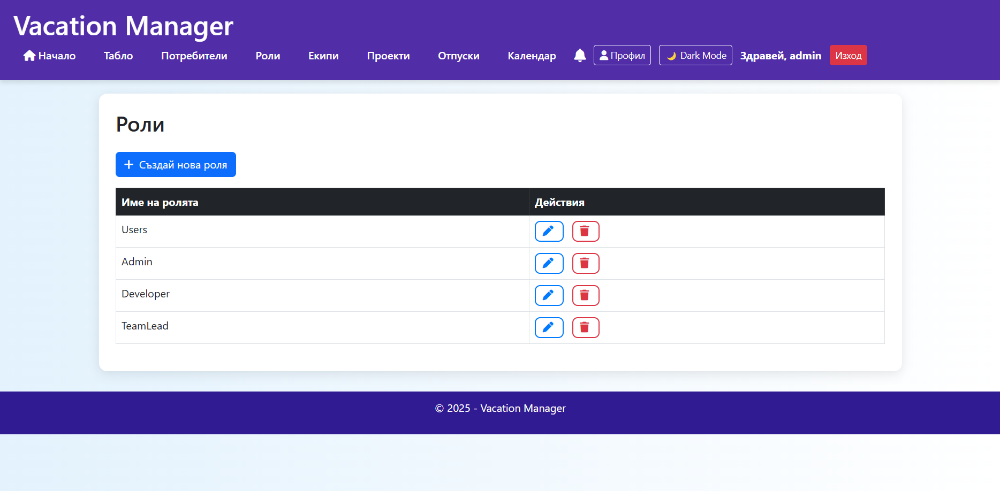 Vacation Manager
Начало Табло Потребители Роли Екипи Проекти Отпуски Календар Профил Dark Mode Здравей, admin Изход
Роли
Създай нова роля
Име на ролята Действия
Users
Admin
Developer
TeamLead
© 2025 - Vacation Manager